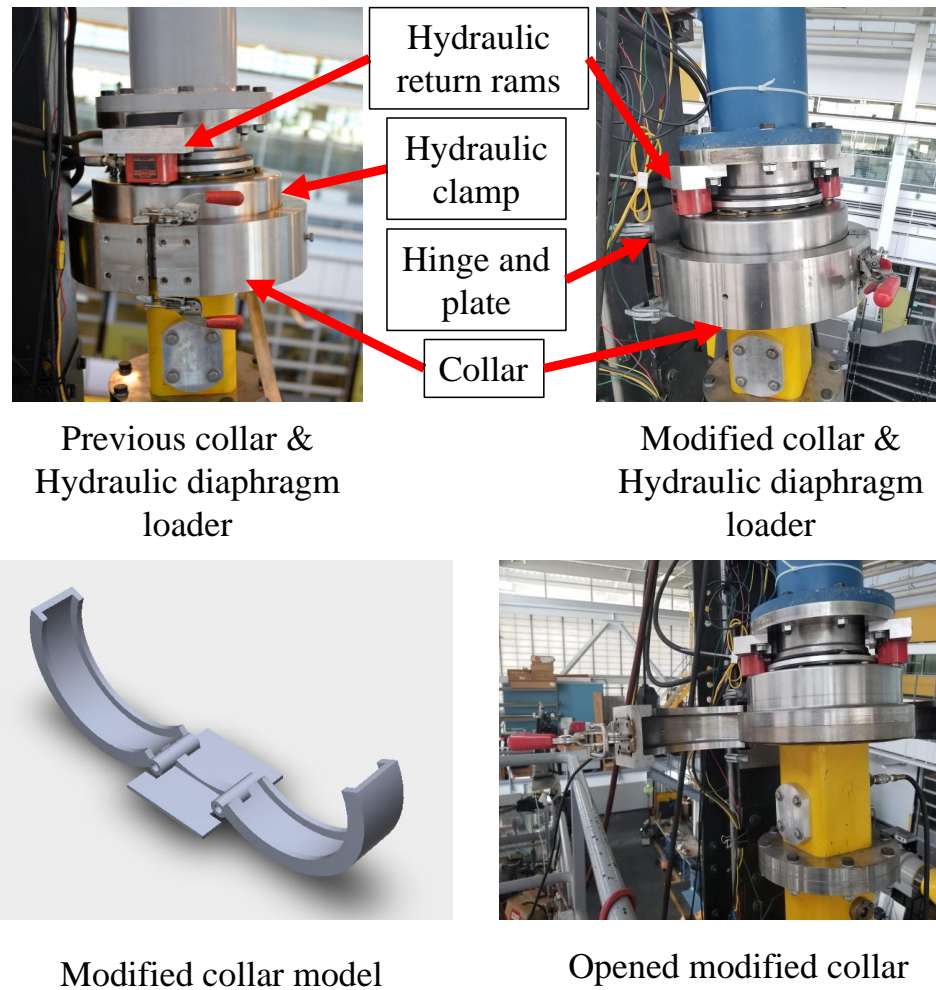 Hydraulic
return rams
Hydraulic
clamp
Hinge and
plate
Collar
Previous collar &
Hydraulic diaphragm
loader
Modified collar &
Hydraulic diaphragm
loader
Modified collar model
Opened modified collar